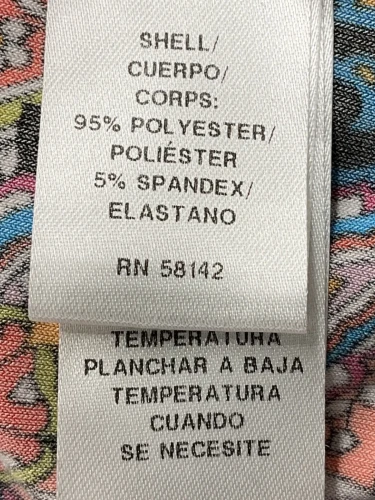 SHELL/
CUERPO/
CORPS:
95% POLYESTER/
POLIÉSTER
5% SPANDEX/
ELASTANO
RN 58142
TEMPERATURA
PLANCHAR A BAJA
TEMPERATURA
CUANDO
SE NECESITE